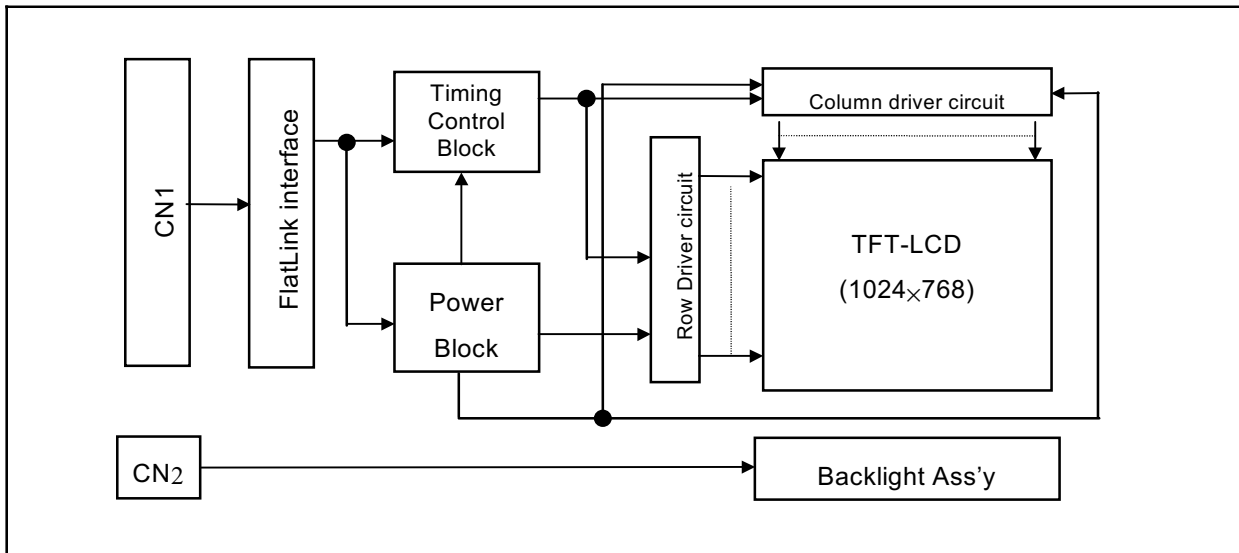 CN1
FlatLink interface
Timing
Control
Block
Power
Block
Row Driver circuit
Column driver circuit
TFT-LCD
(1024×768)
CN2
Backlight Ass’y